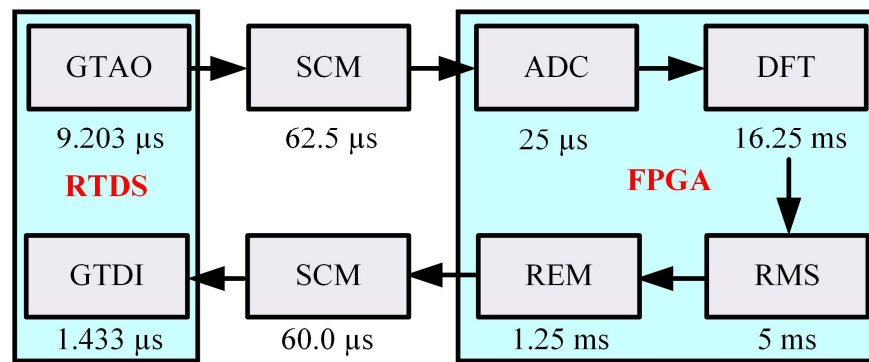 GTAO
SCM
ADC
DFT
9.203 μs
62.5 μs
25 μs
16.25 ms
RTDS
FPGA
GTDI
SCM
REM
RMS
1.433 μs
60.0 μs
1.25 ms
5 ms